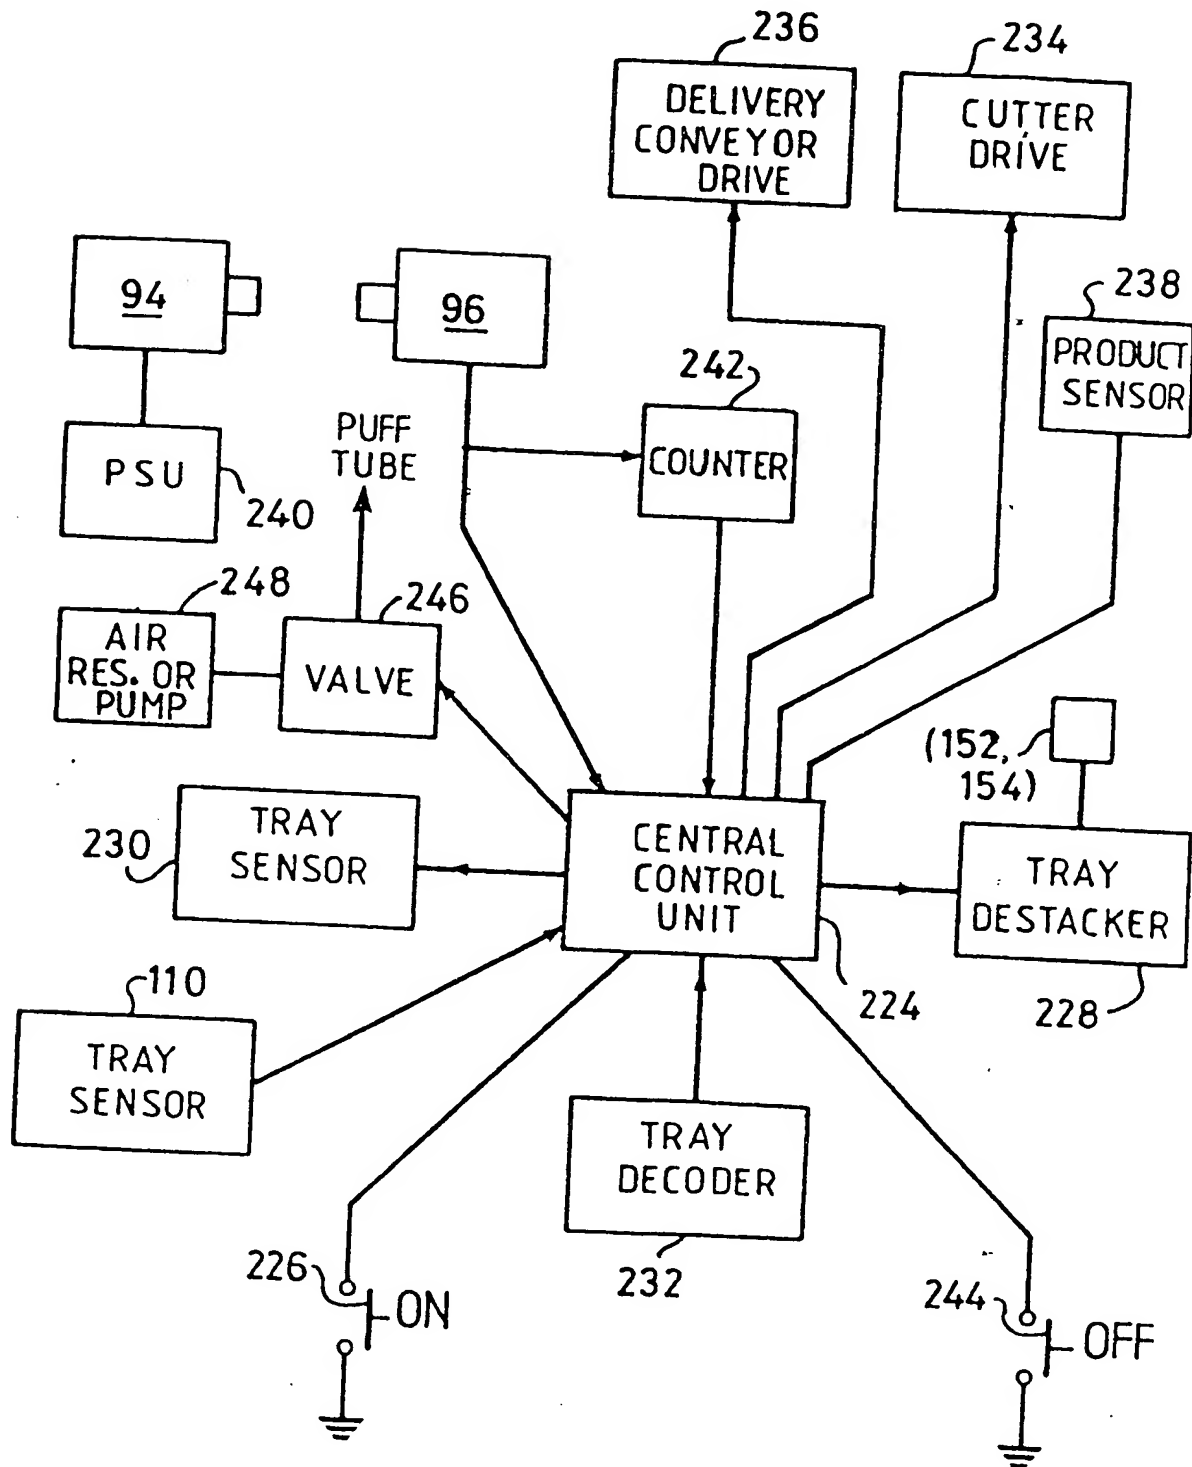 236
234
DELIVERY
CONVEYOR
DRIVE
CUTTER
DRIVE
94
96
238
PRODUCT
SENSOR
242
COUNTER
PUFF
TUBE
PSU
240
248
246
AIR
RES. OR
PUMP
VALVE
(152,
154)
230
TRAY
SENSOR
CENTRAL
CONTROL
UNIT
TRAY
DESTACKER
224
228
110
TRAY
SENSOR
TRAY
DECODER
232
226
ON
244
OFF